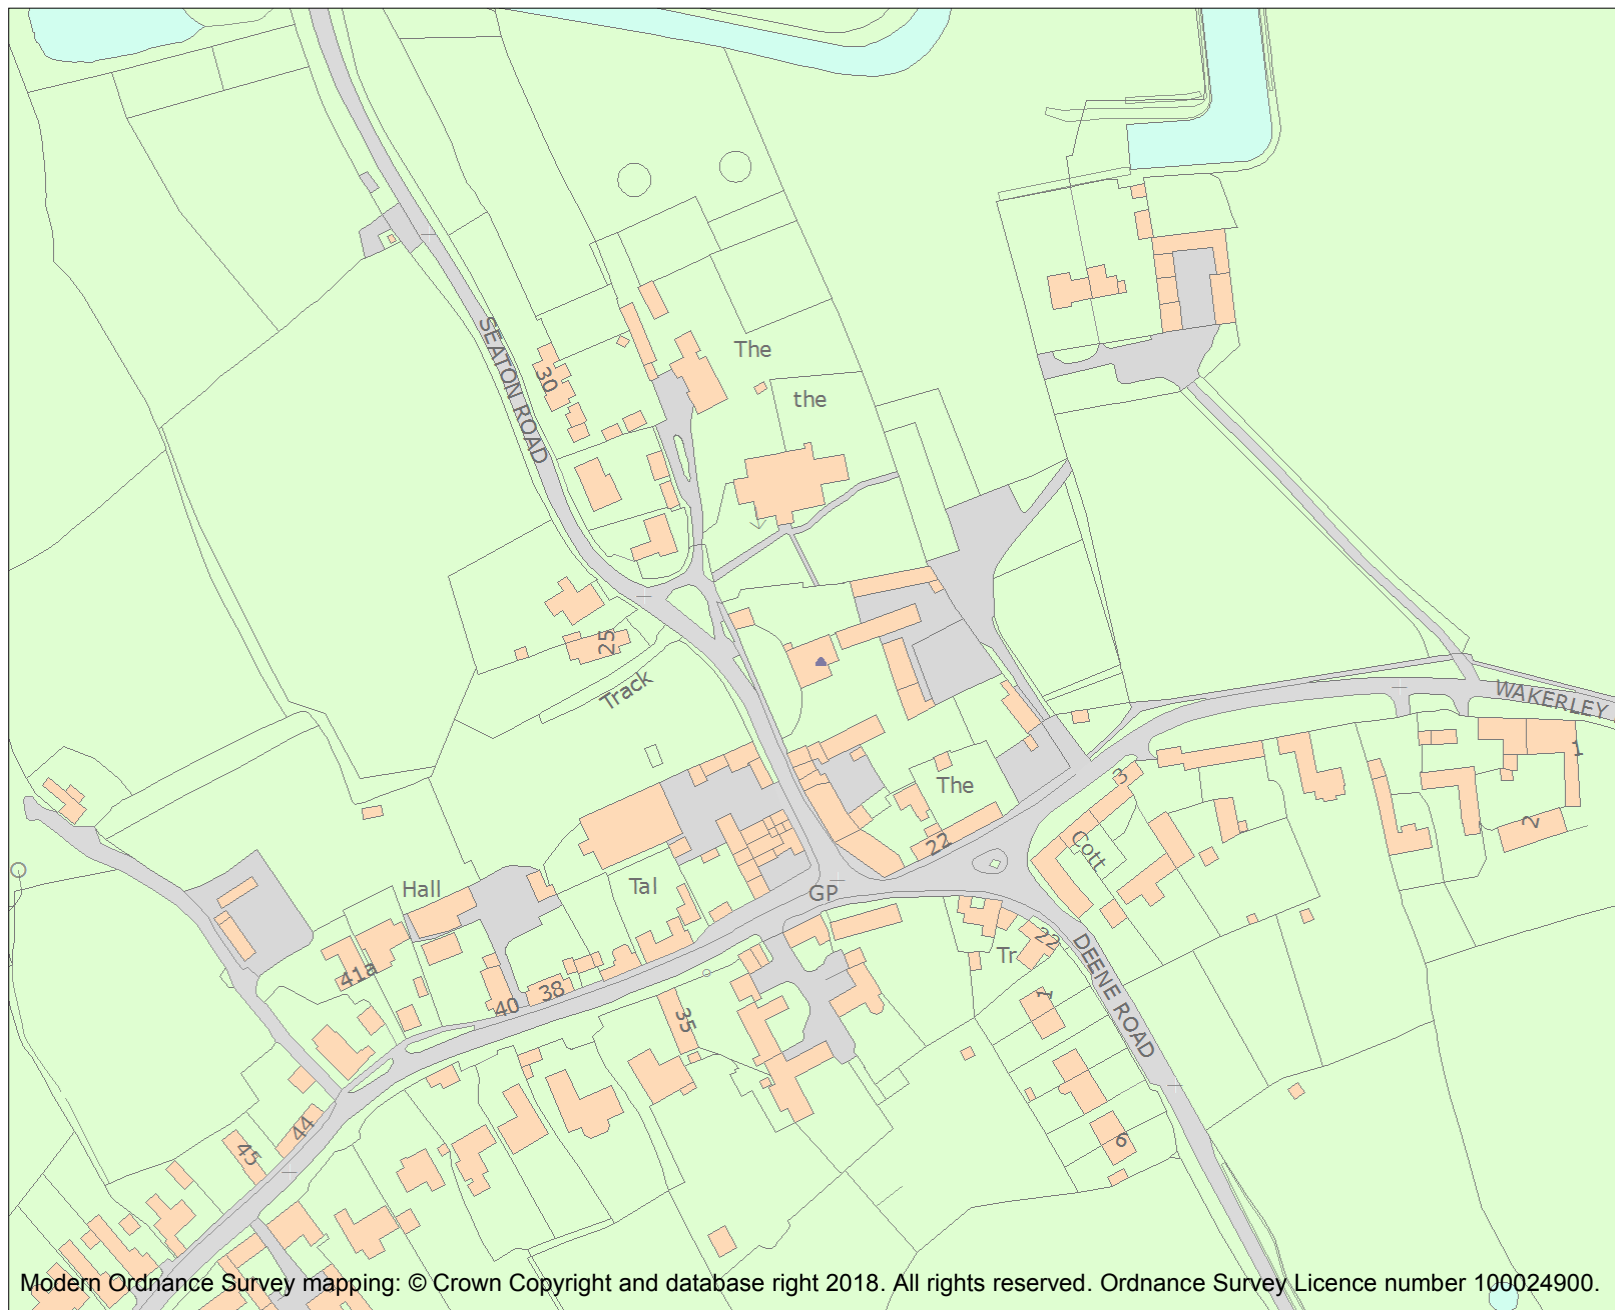 SEATON ROAD
30
The
the
25
Track
WAKERLEY
1
2
3
The
22
Cott
Hall
Tal
GP
22
Tr
DEENE ROAD
41a
40
38
35
1
6
44
45
Modern Ordnance Survey mapping: © Crown Copyright and database right 2018. All rights reserved. Ordnance Survey Licence number 100024900.